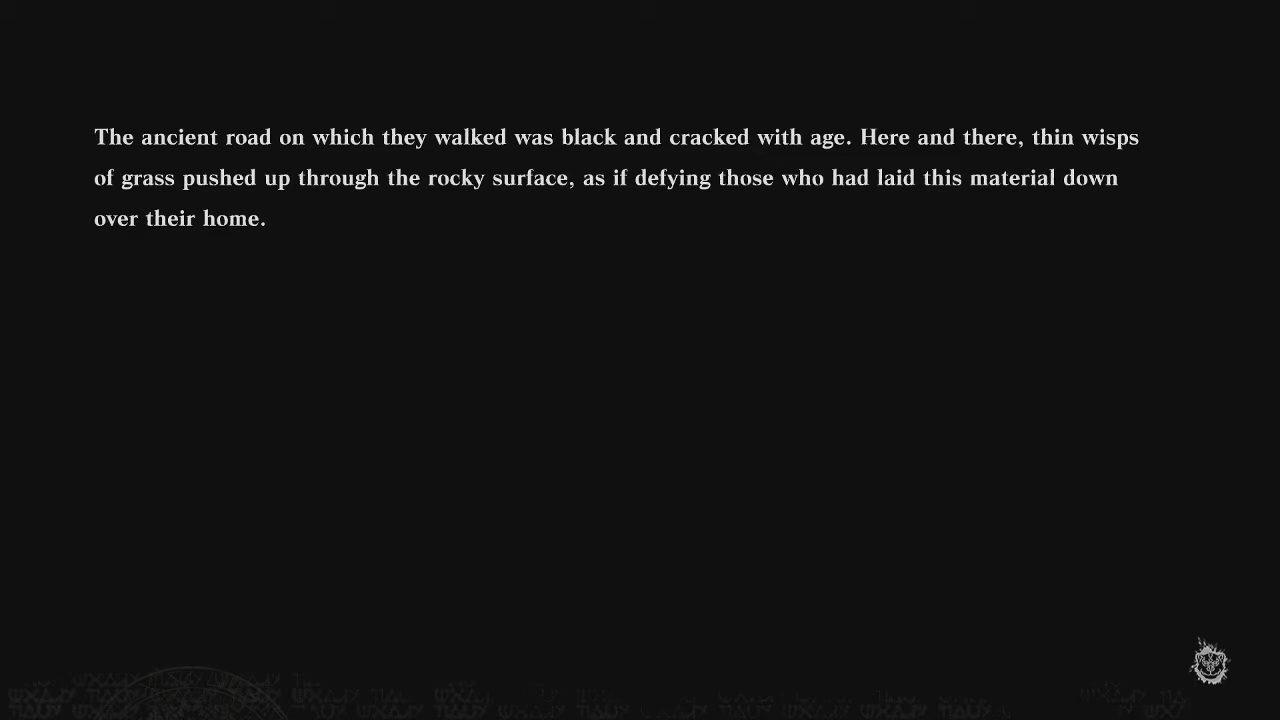 The ancient road on which they walked was black and cracked with age. Here and there, thin wisps
of grass pushed up through the rocky surface, as if defying those who had laid this material down
over their home.